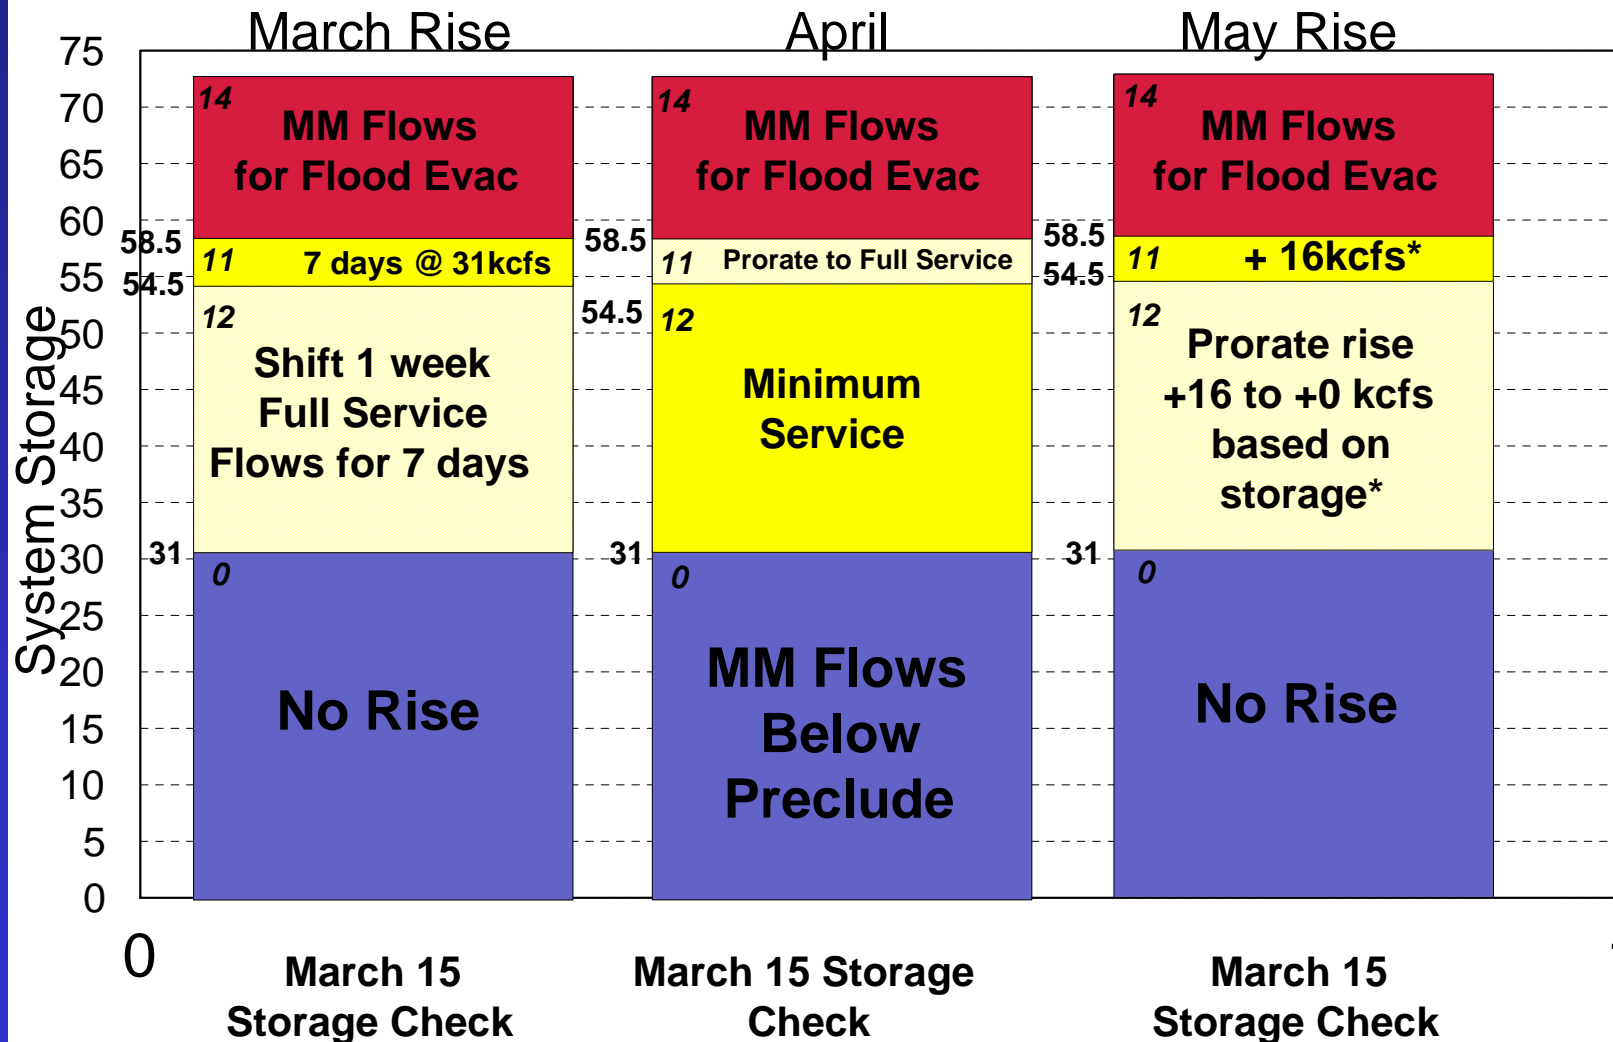 March Rise
April
May Rise
System Storage
75
70
65
60
55
50
45
40
35
30
25
20
15
10
5
0
0
58.5
54.5
31
14
MM Flows
for Flood Evac
11
7 days @ 31kcfs
12
Shift 1 week
Full Service
Flows for 7 days
0
No Rise
March 15
Storage Check
58.5
54.5
31
14
MM Flows
for Flood Evac
11
Prorate to Full Service
12
Minimum
Service
0
MM Flows
Below
Preclude
March 15 Storage
Check
58.5
54.5
31
14
MM Flows
for Flood Evac
11
+ 16kcfs*
12
Prorate rise
+16 to +0 kcfs
based on
storage*
0
No Rise
March 15
Storage Check